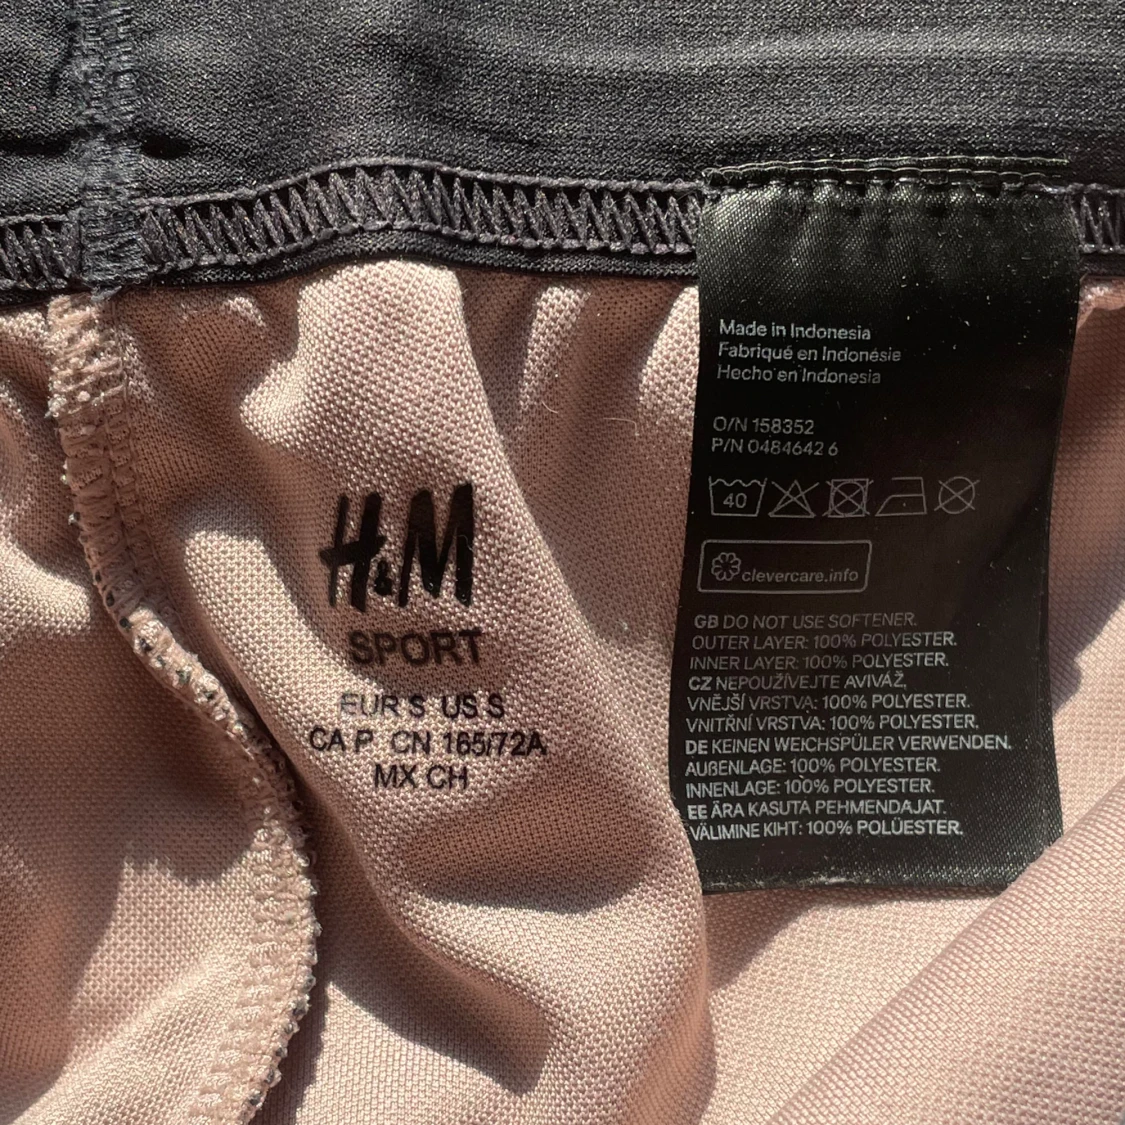 H&M
SPORT
EUR S US S
CA P CN 165/72A
MX CH
Made in Indonesia
Fabriqué en Indonésie
Hecho en Indonesia
O/N 158352
P/N 0484642 6
40
clevercare.info
GB DO NOT USE SOFTENER.
OUTER LAYER: 100% POLYESTER.
INNER LAYER: 100% POLYESTER.
CZ NEPOUŽÍVEJTE AVIVÁŽ.
VNĚJŠÍ VRSTVA: 100% POLYESTER.
VNITŘNÍ VRSTVA: 100% POLYESTER.
DE KEINEN WEICHSPÜLER VERWENDEN.
AUßENLAGE: 100% POLYESTER.
INNENLAGE: 100% POLYESTER.
EE ÄRA KASUTA PEHMENDAJAT.
VÄLIMINE KIHT: 100% POLÜESTER.